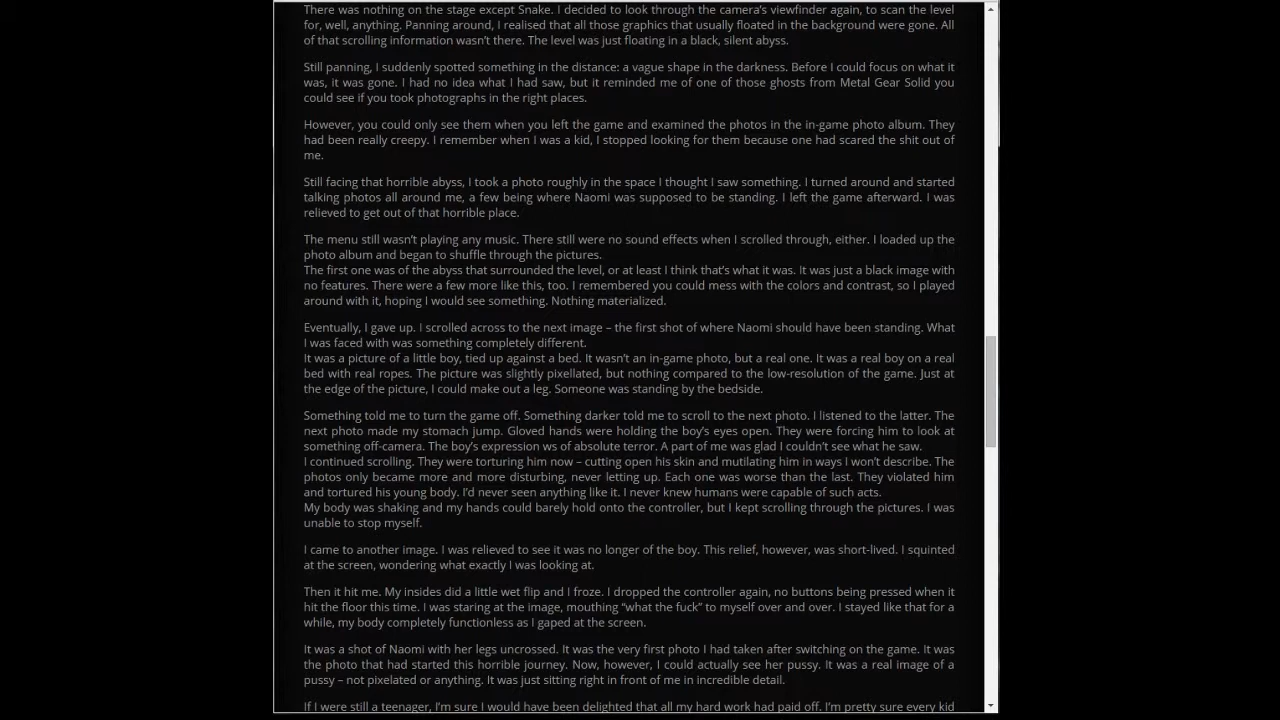 There was nothing on the stage except Snake. I decided to look through the camera’s viewfinder again, to scan the level
for, well, anything. Panning around, I realised that all those graphics that usually floated in the background were gone. All
of that scrolling information wasn’t there. The level was just floating in a black, silent abyss.
Still panning, I suddenly spotted something in the distance: a vague shape in the darkness. Before I could focus on what it
was, it was gone. I had no idea what I had saw, but it reminded me of one of those ghosts from Metal Gear Solid you
could see if you took photographs in the right places.
However, you could only see them when you left the game and examined the photos in the in-game photo album. They
had been really creepy. I remember when I was a kid, I stopped looking for them because one had scared the shit out of
me.
Still facing that horrible abyss, I took a photo roughly in the space I thought I saw something. I turned around and started
talking photos all around me, a few being where Naomi was supposed to be standing. I left the game afterward. I was
relieved to get out of that horrible place.
The menu still wasn’t playing any music. There still were no sound effects when I scrolled through, either. I loaded up the
photo album and began to shuffle through the pictures.
The first one was of the abyss that surrounded the level, or at least I think that’s what it was. It was just a black image with
no features. There were a few more like this, too. I remembered you could mess with the colors and contrast, so I played
around with it, hoping I would see something. Nothing materialized.
Eventually, I gave up. I scrolled across to the next image – the first shot of where Naomi should have been standing. What
I was faced with was something completely different.
It was a picture of a little boy, tied up against a bed. It wasn’t an in-game photo, but a real one. It was a real boy on a real
bed with real ropes. The picture was slightly pixellated, but nothing compared to the low-resolution of the game. Just at
the edge of the picture, I could make out a leg. Someone was standing by the bedside.
Something told me to turn the game off. Something darker told me to scroll to the next photo. I listened to the latter. The
next photo made my stomach jump. Gloved hands were holding the boy’s eyes open. They were forcing him to look at
something off-camera. The boy’s expression ws of absolute terror. A part of me was glad I couldn’t see what he saw.
I continued scrolling. They were torturing him now – cutting open his skin and mutilating him in ways I won’t describe. The
photos only became more and more disturbing, never letting up. Each one was worse than the last. They violated him
and tortured his young body. I’d never seen anything like it. I never knew humans were capable of such acts.
My body was shaking and my hands could barely hold onto the controller, but I kept scrolling through the pictures. I was
unable to stop myself.
I came to another image. I was relieved to see it was no longer of the boy. This relief, however, was short-lived. I squinted
at the screen, wondering what exactly I was looking at.
Then it hit me. My insides did a little wet flip and I froze. I dropped the controller again, no buttons being pressed when it
hit the floor this time. I was staring at the image, mouthing “what the fuck” to myself over and over. I stayed like that for a
while, my body completely functionless as I gaped at the screen.
It was a shot of Naomi with her legs uncrossed. It was the very first photo I had taken after switching on the game. It was
the photo that had started this horrible journey. Now, however, I could actually see her pussy. It was a real image of a
pussy – not pixelated or anything. It was just sitting right in front of me in incredible detail.
If I were still a teenager, I’m sure I would have been delighted that all my hard work had paid off. I’m pretty sure every kid